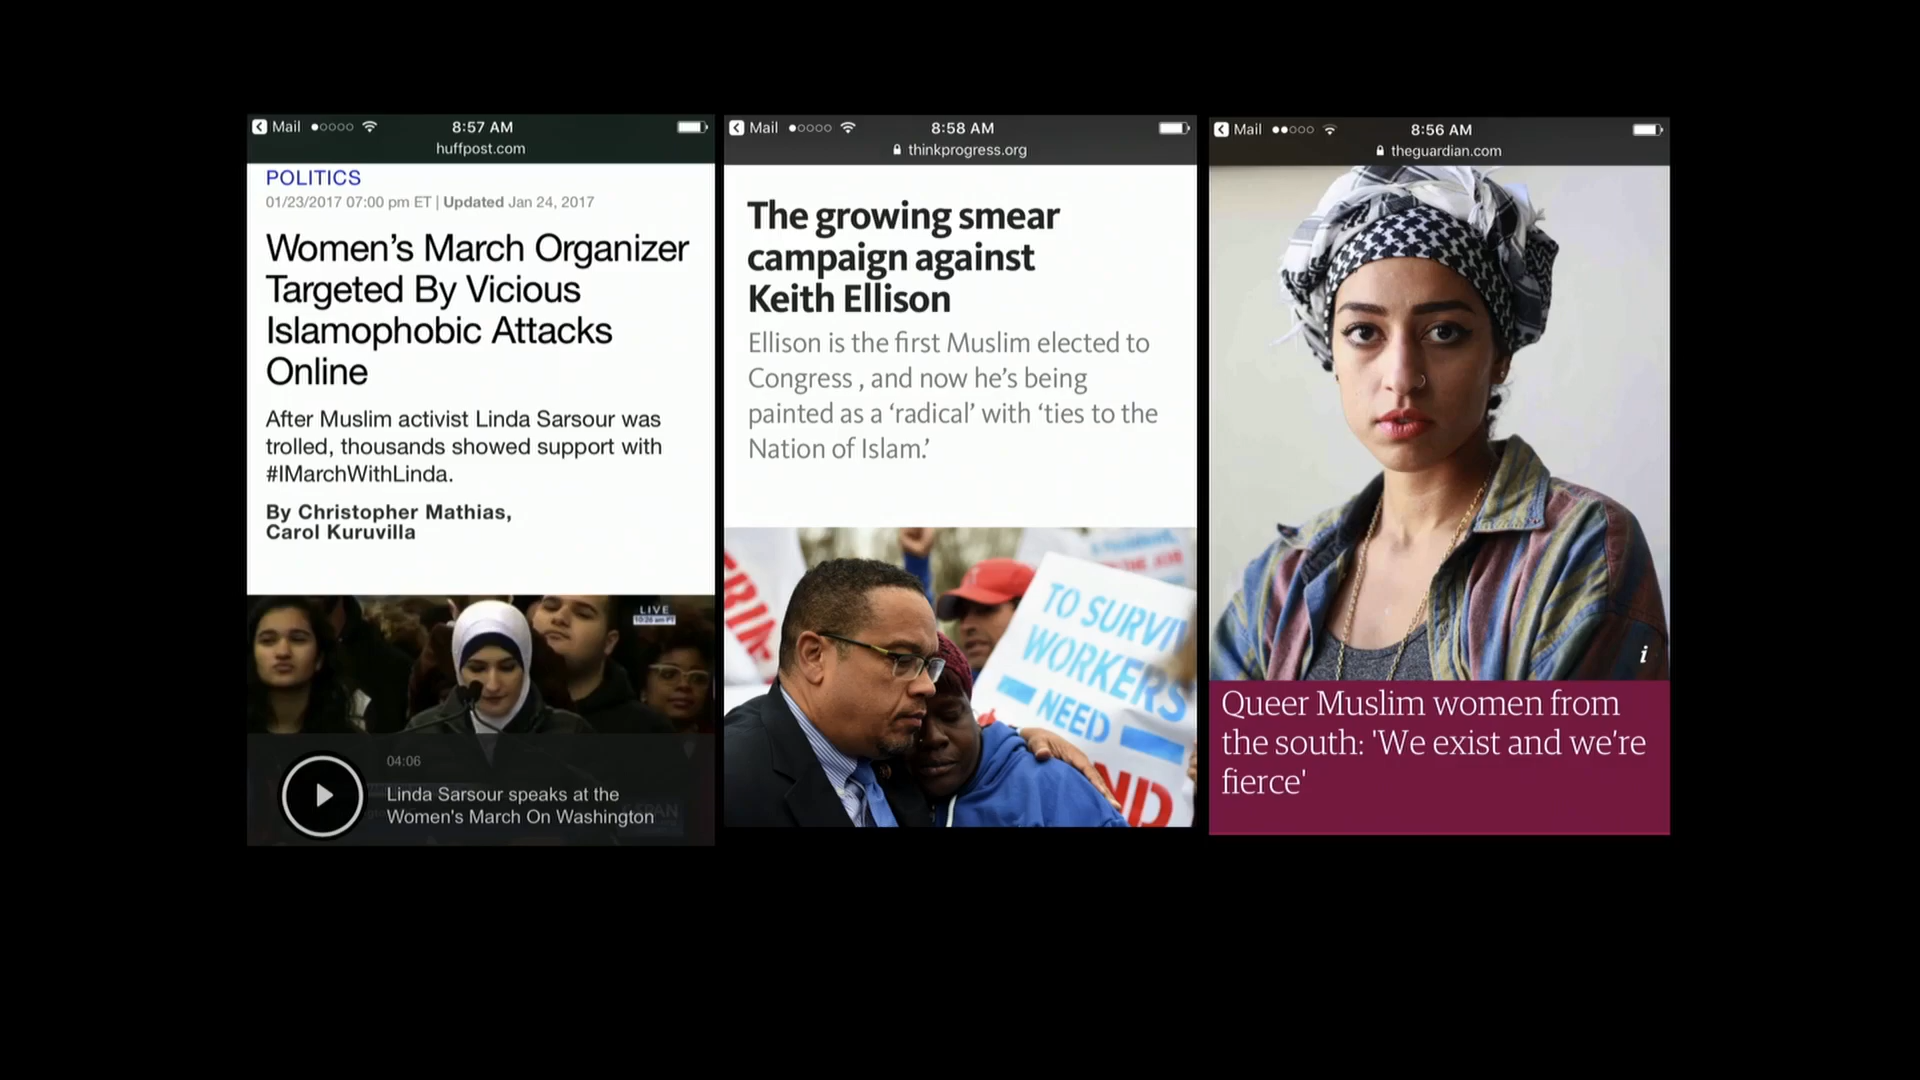 Mail
8:57 AM
huffpost.com
POLITICS
01/23/2017 07:00 pm ET | Updated Jan 24, 2017
Women's March Organizer
Targeted By Vicious
Islamophobic Attacks
Online
After Muslim activist Linda Sarsour was
trolled, thousands showed support with
#IMarchWithLinda.
By Christopher Mathias,
Carol Kuruvilla
LIVE
10:26 am PT
04:06
Linda Sarsour speaks at the
Women's March On Washington
Mail
8:58 AM
thinkprogress.org
The growing smear
campaign against
Keith Ellison
Ellison is the first Muslim elected to
Congress , and now he's being
painted as a 'radical' with 'ties to the
Nation of Islam.'
TO SURVI
WORKERS
NEED
Mail
8:56 AM
theguardian.com
i
Queer Muslim women from
the south: 'We exist and we're
fierce'